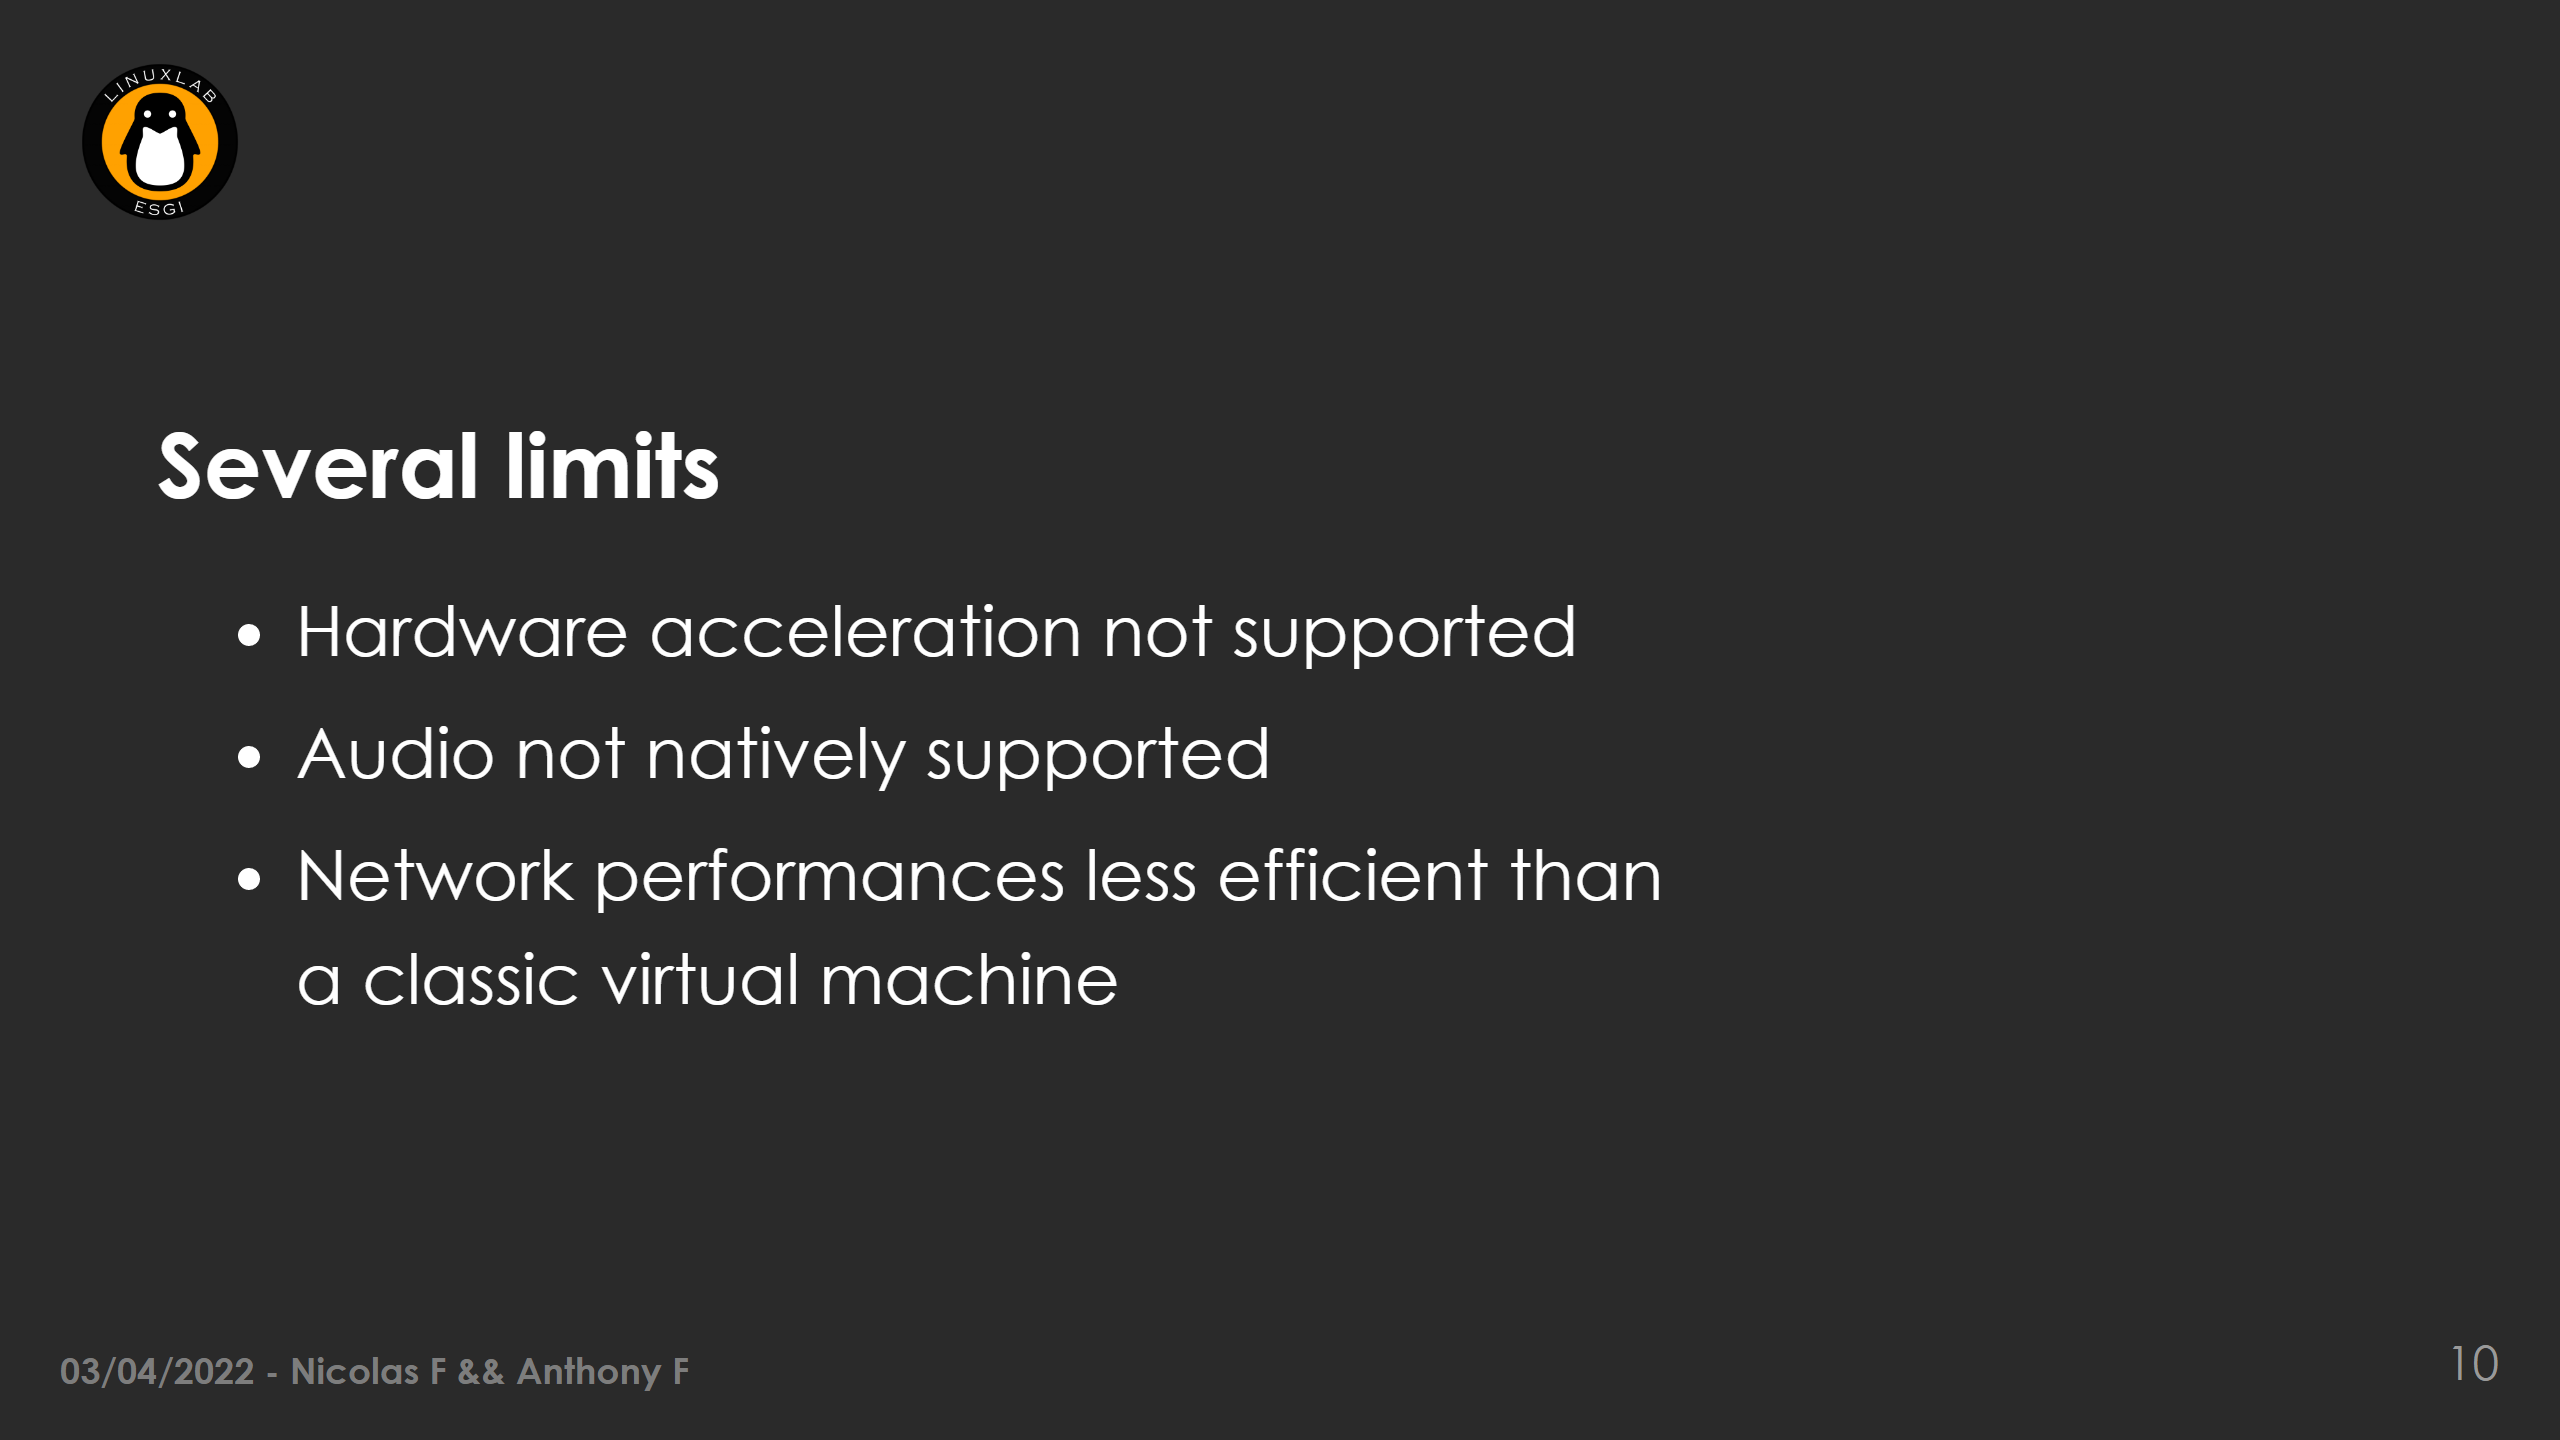 LINUXLAB
ESGI
Several limits
• Hardware acceleration not supported
• Audio not natively supported
• Network performances less efficient than
a classic virtual machine
03/04/2022 - Nicolas F && Anthony F
10